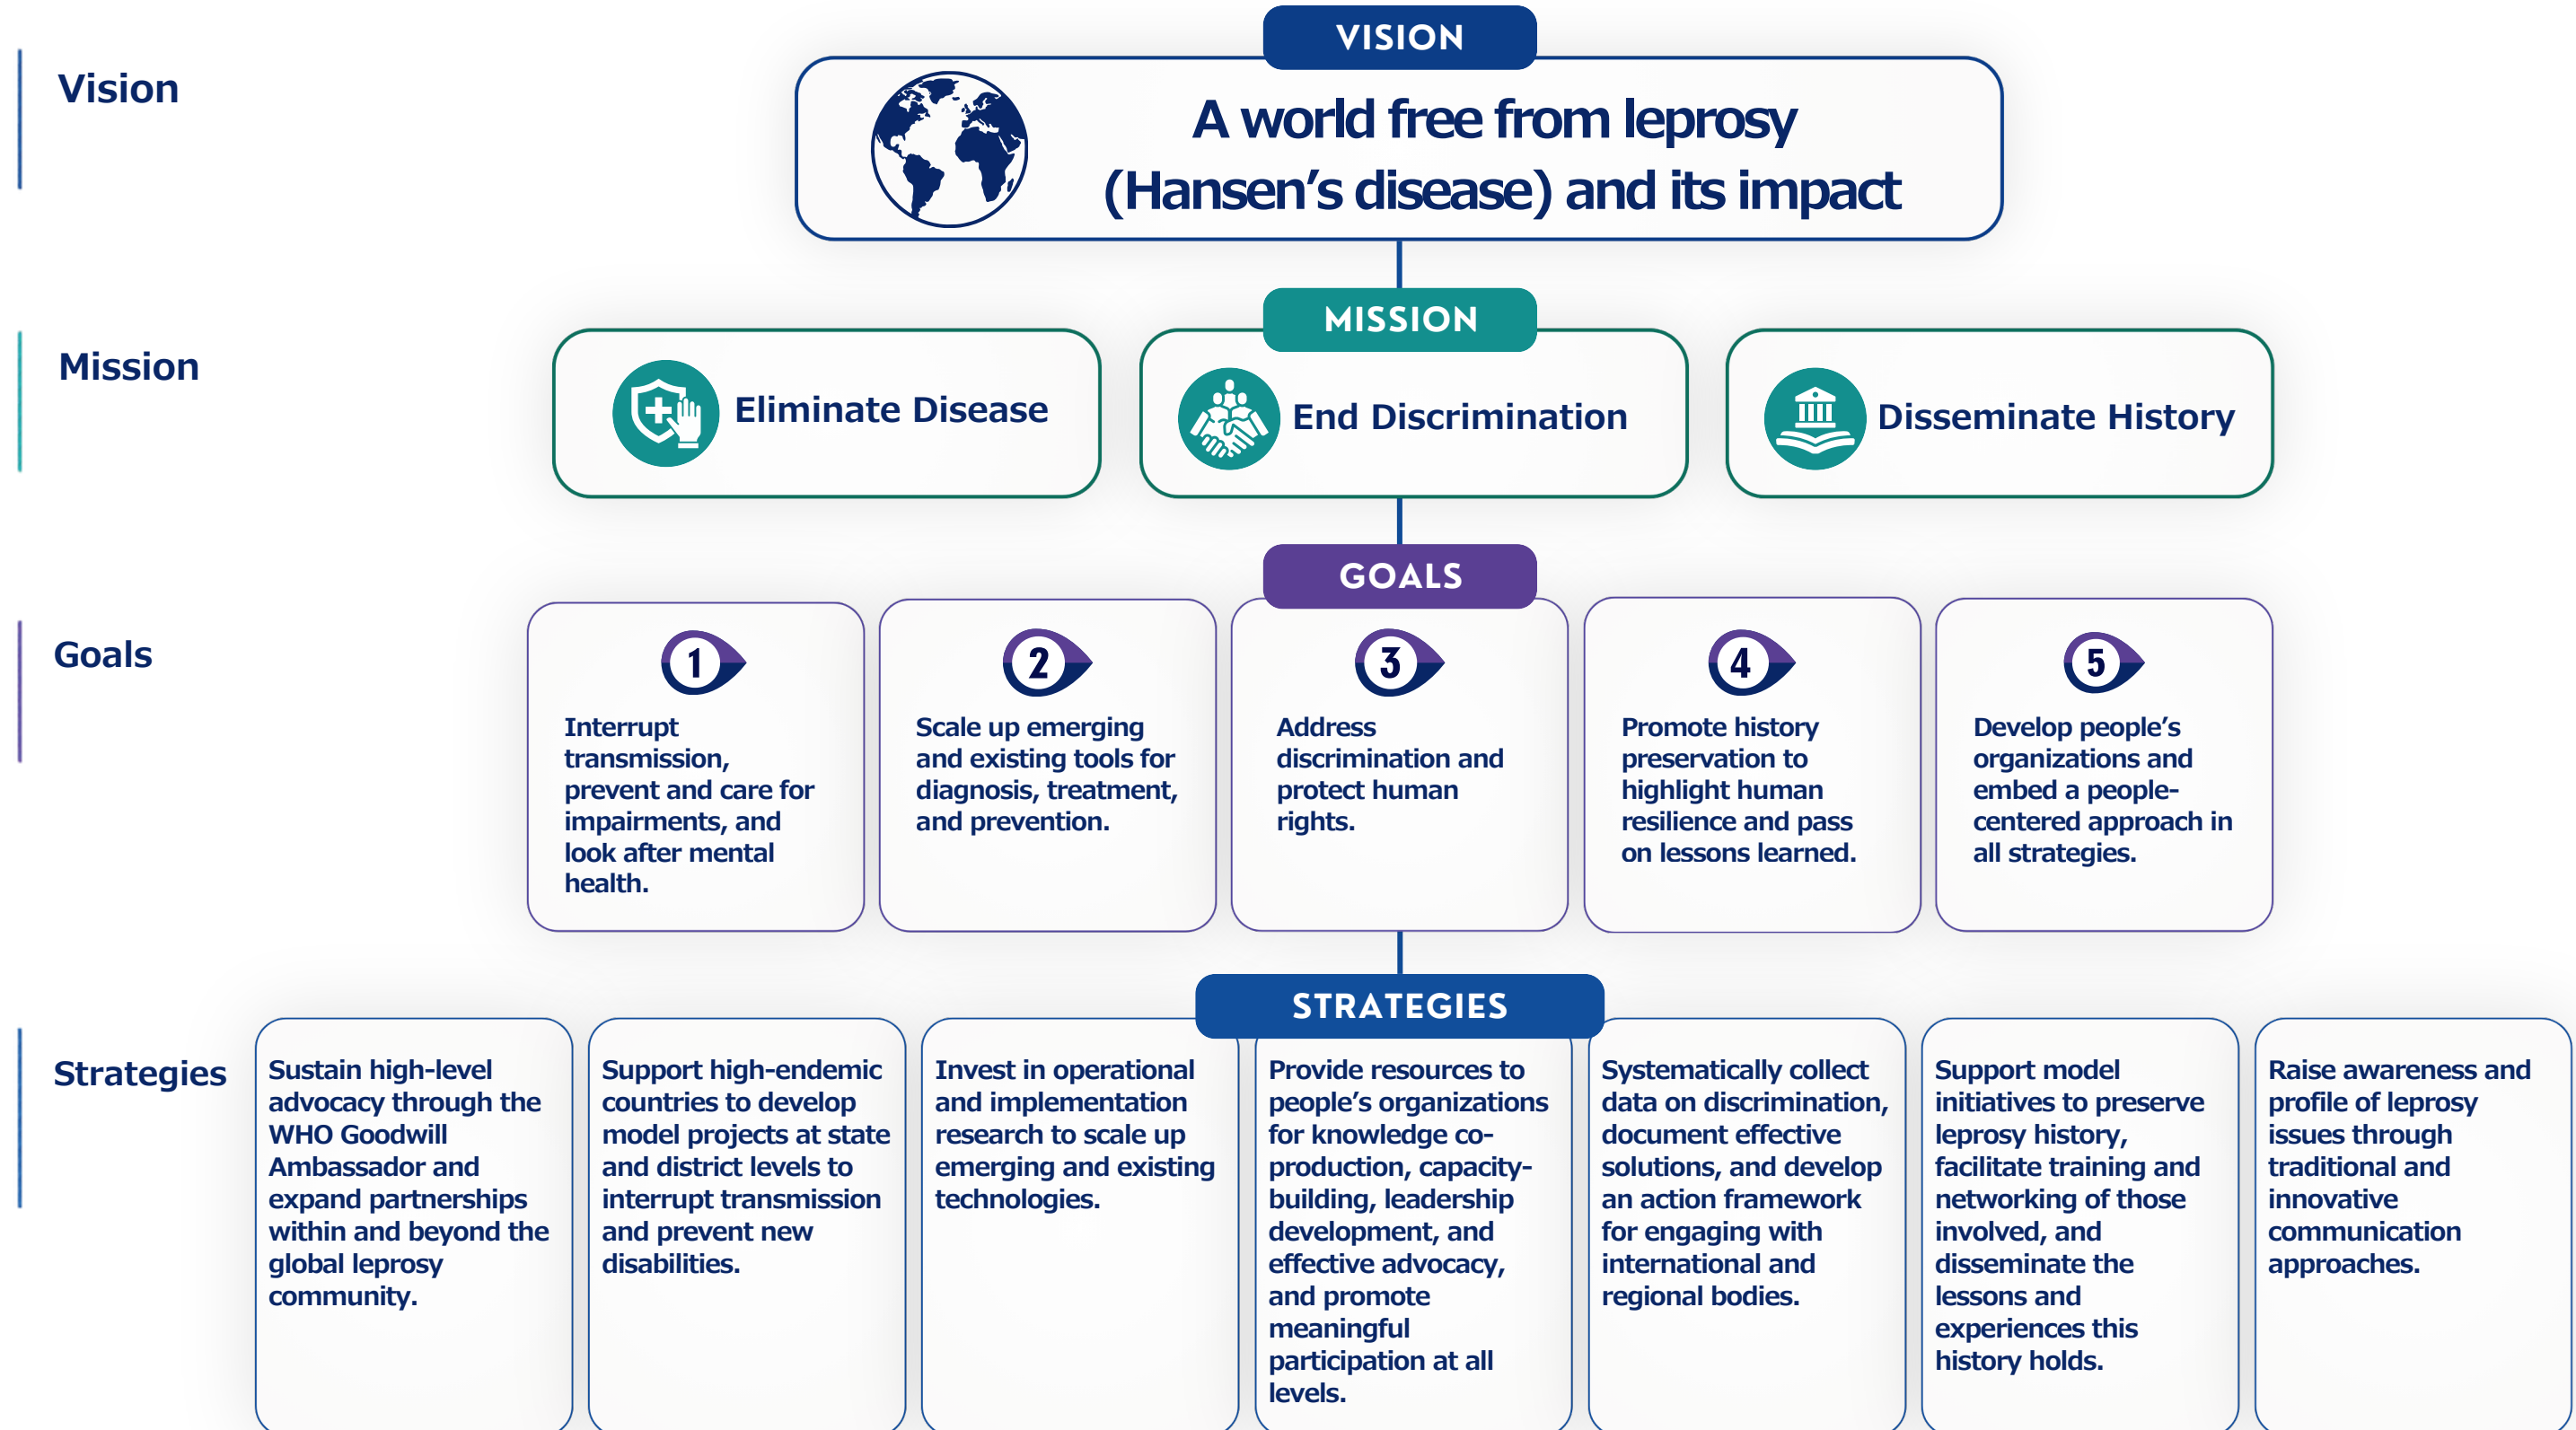 Vision
VISION
A world free from leprosy
(Hansen’s disease) and its impact
Mission
MISSION
Eliminate Disease
End Discrimination
Disseminate History
Goals
GOALS
1
Interrupt
transmission,
prevent and care for
impairments, and
look after mental
health.
2
Scale up emerging
and existing tools for
diagnosis, treatment,
and prevention.
3
Address
discrimination and
protect human
rights.
4
Promote history
preservation to
highlight human
resilience and pass
on lessons learned.
5
Develop people’s
organizations and
embed a people-
centered approach in
all strategies.
Strategies
STRATEGIES
Sustain high-level
advocacy through the
WHO Goodwill
Ambassador and
expand partnerships
within and beyond the
global leprosy
community.
Support high-endemic
countries to develop
model projects at state
and district levels to
interrupt transmission
and prevent new
disabilities.
Invest in operational
and implementation
research to scale up
emerging and existing
technologies.
Provide resources to
people’s organizations
for knowledge co-
production, capacity-
building, leadership
development, and
effective advocacy,
and promote
meaningful
participation at all
levels.
Systematically collect
data on discrimination,
document effective
solutions, and develop
an action framework
for engaging with
international and
regional bodies.
Support model
initiatives to preserve
leprosy history,
facilitate training and
networking of those
involved, and
disseminate the
lessons and
experiences this
history holds.
Raise awareness and
profile of leprosy
issues through
traditional and
innovative
communication
approaches.